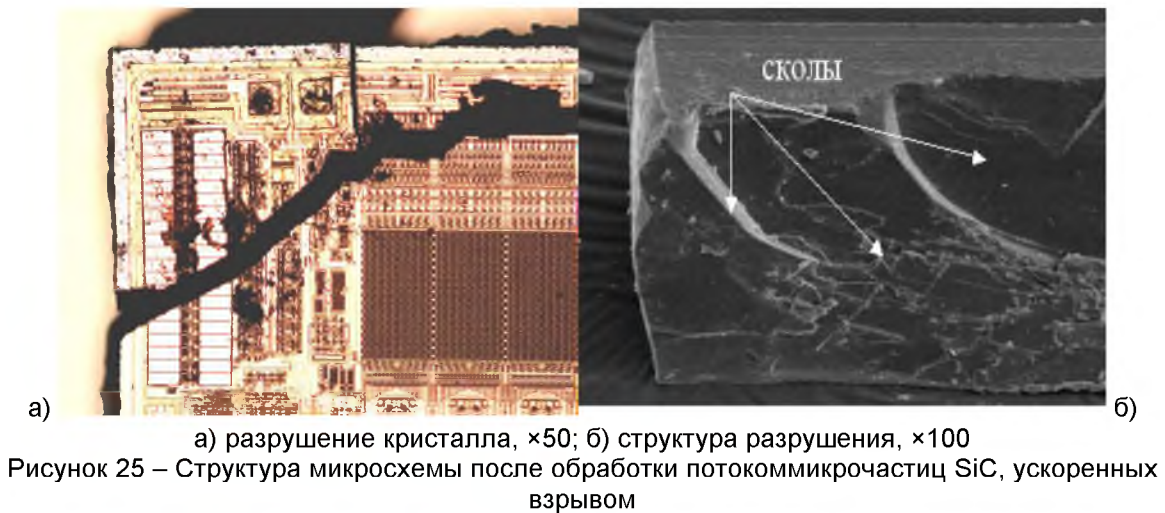 сколы
а)
б)
а) разрушение кристалла, ×50; б) структура разрушения, ×100
Рисунок 25 – Структура микросхемы после обработки потокоммикрочастиц SiC, ускоренных
взрывом